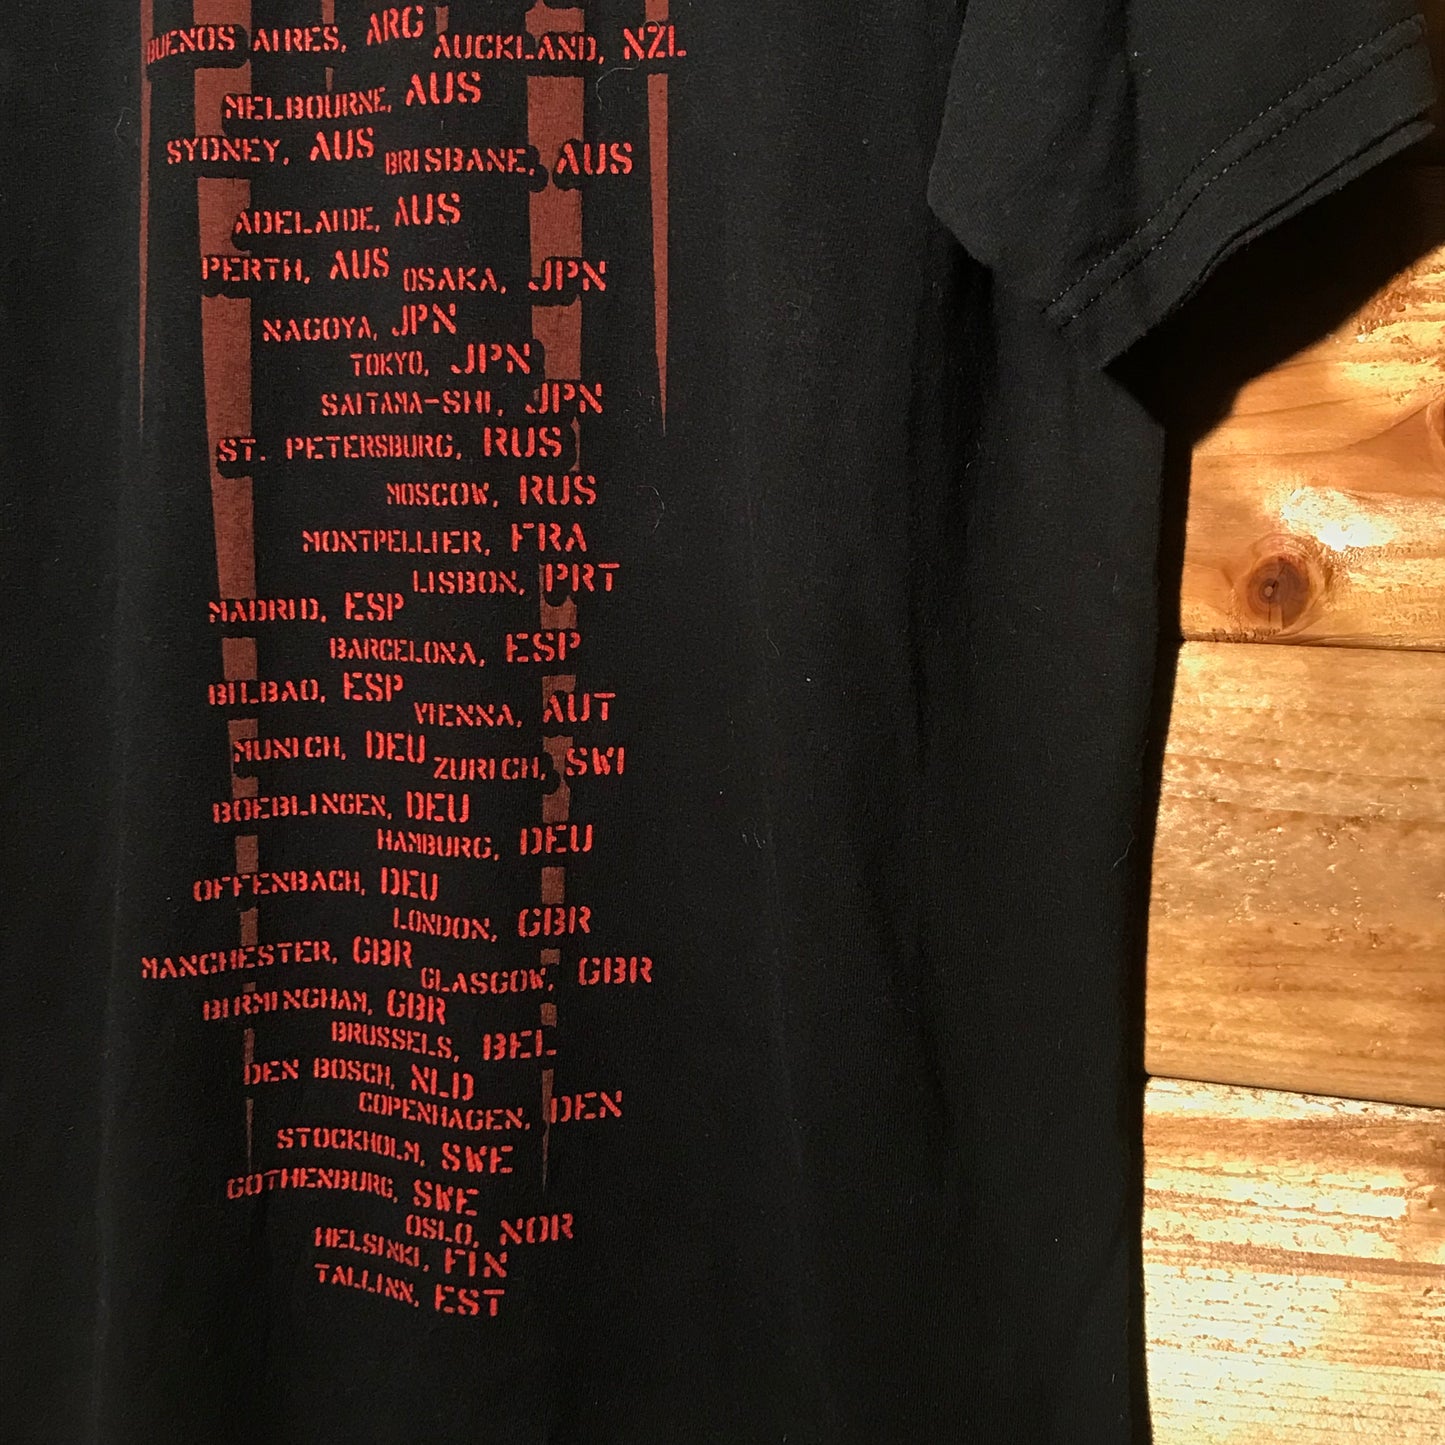 BUENOS AIRES, ARG
AUCKLAND, NZL
MELBOURNE, AUS
SYDNEY, AUS
BRISBANE, AUS
ADELAIDE, AUS
PERTH, AUS
OSAKA, JPN
NAGOYA, JPN
TOKYO, JPN
SAITAMA-SHI, JPN
ST. PETERSBURG, RUS
MOSCOW, RUS
MONTPELLIER, FRA
LISBON, PRT
MADRID, ESP
BARCELONA, ESP
BILBAO, ESP
VIENNA, AUT
MUNICH, DEU
ZURICH, SWI
BOEBLINGEN, DEU
HAMBURG, DEU
OFFENBACH, DEU
LONDON, GBR
MANCHESTER, GBR
GLASGOW, GBR
BIRMINGHAM, GBR
BRUSSELS, BEL
DEN BOSCH, NLD
COPENHAGEN, DEN
STOCKHOLM, SWE
GOTHENBURG, SWE
OSLO, NOR
HELSINKI, FIN
TALLINN, EST